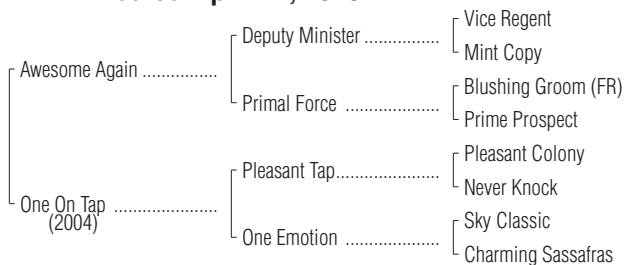 Vice Regent
Deputy Minister ..................
Mint Copy
Awesome Again ..................
Blushing Groom (FR)
Primal Force ......................
Prime Prospect
Pleasant Colony
Pleasant Tap......................
Never Knock
One On Tap ......................
(2004)
Sky Classic
One Emotion ......................
Charming Sassafras